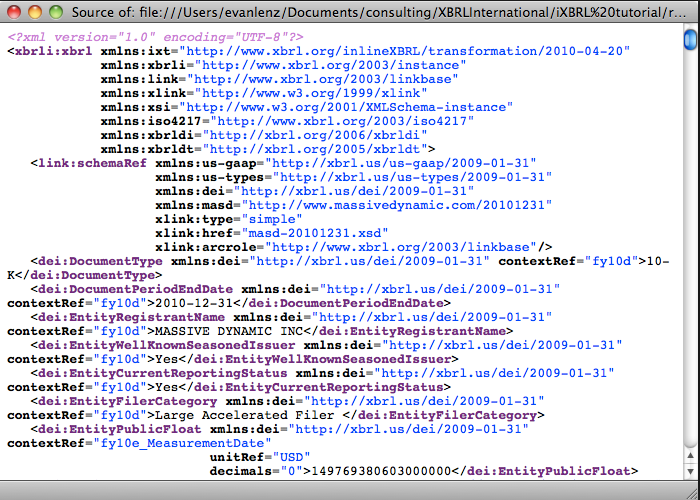 Source of: file:///Users/evanlenz/Documents/consulting/XBRLInternational/iXBRL%20tutorial/r...
<?xml version="1.0" encoding="UTF-8"?>
<xbrli:xbrl xmlns:ixt="http://www.xbrl.org/inlineXBRL/transformation/2010-04-20"
xmlns:xbrli="http://www.xbrl.org/2003/instance"
xmlns:link="http://www.xbrl.org/2003/linkbase"
xmlns:xlink="http://www.w3.org/1999/xlink"
xmlns:xsi="http://www.w3.org/2001/XMLSchema-instance"
xmlns:iso4217="http://www.xbrl.org/2003/iso4217"
xmlns:xbrldi="http://xbrl.org/2006/xbrldi"
xmlns:xbrldt="http://xbrl.org/2005/xbrldt">
<link:schemaRef xmlns:us-gaap="http://xbrl.us/us-gaap/2009-01-31"
xmlns:us-types="http://xbrl.us/us-types/2009-01-31"
xmlns:dei="http://xbrl.us/dei/2009-01-31"
xmlns:masd="http://www.massivedynamic.com/20101231"
xlink:type="simple"
xlink:href="masd-20101231.xsd"
xlink:arcrole="http://www.xbrl.org/2003/linkbase"/>
<dei:DocumentType xmlns:dei="http://xbrl.us/dei/2009-01-31" contextRef="fy10d">10-
K</dei:DocumentType>
<dei:DocumentPeriodEndDate xmlns:dei="http://xbrl.us/dei/2009-01-31"
contextRef="fy10d">2010-12-31</dei:DocumentPeriodEndDate>
<dei:EntityRegistrantName xmlns:dei="http://xbrl.us/dei/2009-01-31"
contextRef="fy10d">MASSIVE DYNAMIC INC</dei:EntityRegistrantName>
<dei:EntityWellKnownSeasonedIssuer xmlns:dei="http://xbrl.us/dei/2009-01-31"
contextRef="fy10d">Yes</dei:EntityWellKnownSeasonedIssuer>
<dei:EntityCurrentReportingStatus xmlns:dei="http://xbrl.us/dei/2009-01-31"
contextRef="fy10d">Yes</dei:EntityCurrentReportingStatus>
<dei:EntityFilerCategory xmlns:dei="http://xbrl.us/dei/2009-01-31"
contextRef="fy10d">Large Accelerated Filer </dei:EntityFilerCategory>
<dei:EntityPublicFloat xmlns:dei="http://xbrl.us/dei/2009-01-31"
contextRef="fy10e_MeasurementDate"
unitRef="USD"
decimals="0">149769380603000000</dei:EntityPublicFloat>